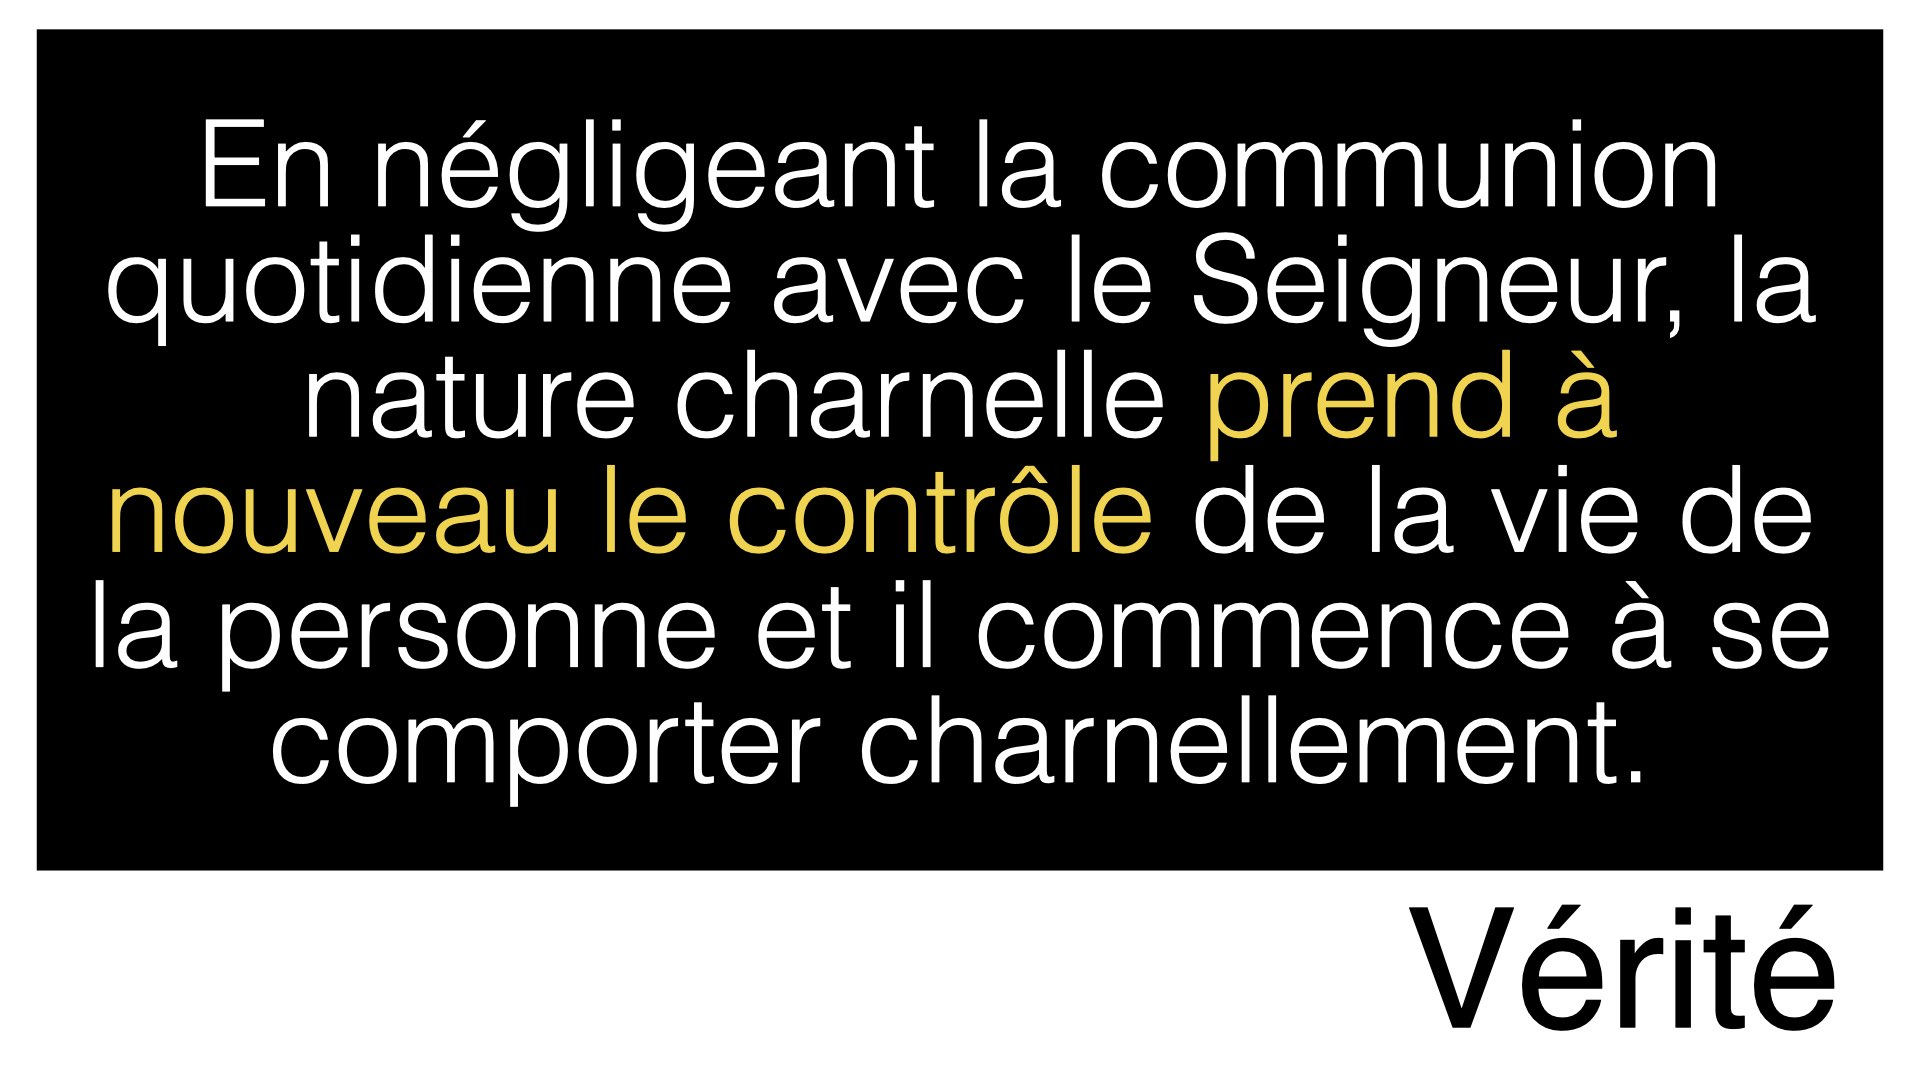 En négligeant la communion
quotidienne avec le Seigneur, la
nature charnelle prend à
nouveau le contrôle de la vie de
la personne et il commence à se
comporter charnellement.
Vérité